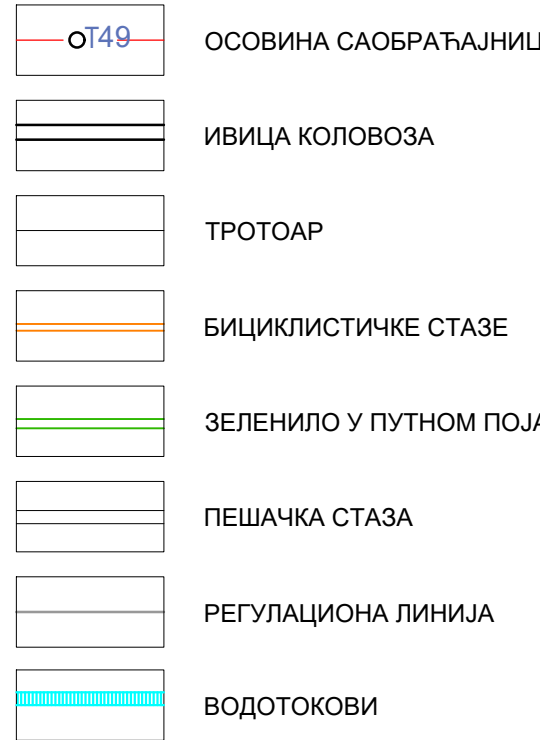 T49 ОСОВИНА САОБРАЋАЈНИЦ
ИВИЦА КОЛОВОЗА
ТРОТОАР
БИЦИКЛИСТИЧКЕ СТАЗЕ
ЗЕЛЕНИЛО У ПУТНОМ ПОЈА
ПЕШАЧКА СТАЗА
РЕГУЛАЦИОНА ЛИНИЈА
ВОДОТОКОВИ